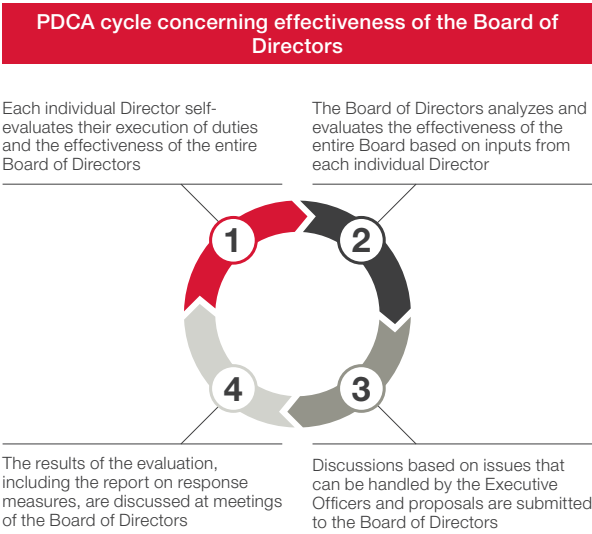 PDCA cycle concerning effectiveness of the Board of
Directors
Each individual Director self-
evaluates their execution of duties
and the effectiveness of the entire
Board of Directors
The Board of Directors analyzes and
evaluates the effectiveness of the
entire Board based on inputs from
each individual Director
1
2
4
3
The results of the evaluation,
including the report on response
measures, are discussed at meetings
of the Board of Directors
Discussions based on issues that
can be handled by the Executive
Officers and proposals are submitted
to the Board of Directors